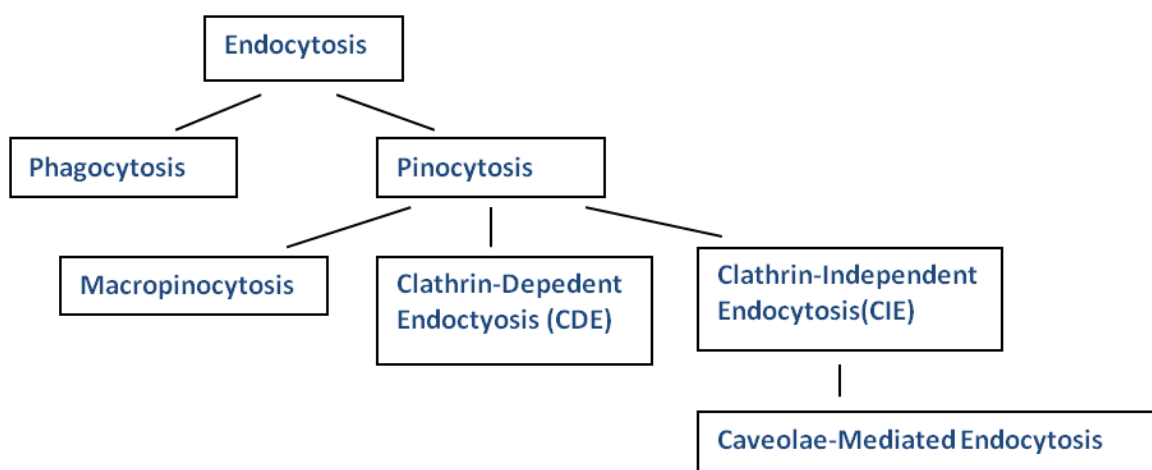 Endocytosis
Phagocytosis
Pinocytosis
Macropinocytosis
Clathrin-Depedent
Endoctyosis (CDE)
Clathrin-Independent
Endocytosis(CIE)
Caveolae-Mediated Endocytosis